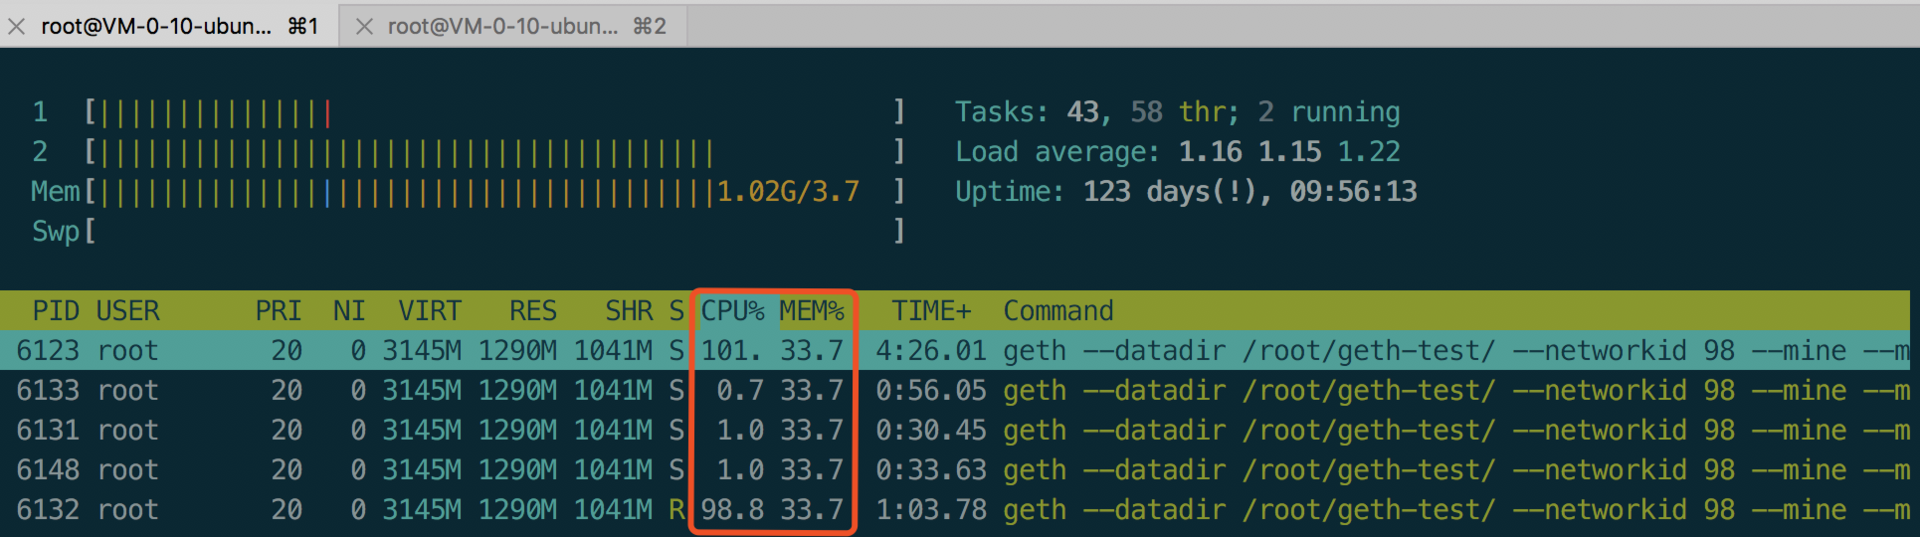 root@VM-0-10-ubun... ⌘1 root@VM-0-10-ubun... ⌘2
1 [|||||||||||||||                        ] Tasks: 43, 58 thr; 2 running
2 [|||||||||||||||||||||||||||||||||||||||            ] Load average: 1.16 1.15 1.22
Mem[|||||||||||||||||||||||||||||||||||||||1.02G/3.7 ] Uptime: 123 days(!), 09:56:13
Swp[ ]
PID USER PRI NI VIRT RES SHR S CPU% MEM% TIME+ Command
6123 root 20 0 3145M 1290M 1041M S 101. 33.7 4:26.01 geth --datadir /root/geth-test/ --networkid 98 --mine --m
6133 root 20 0 3145M 1290M 1041M S 0.7 33.7 0:56.05 geth --datadir /root/geth-test/ --networkid 98 --mine --m
6131 root 20 0 3145M 1290M 1041M S 1.0 33.7 0:30.45 geth --datadir /root/geth-test/ --networkid 98 --mine --m
6148 root 20 0 3145M 1290M 1041M S 1.0 33.7 0:33.63 geth --datadir /root/geth-test/ --networkid 98 --mine --m
6132 root 20 0 3145M 1290M 1041M R 98.8 33.7 1:03.78 geth --datadir /root/geth-test/ --networkid 98 --mine --m